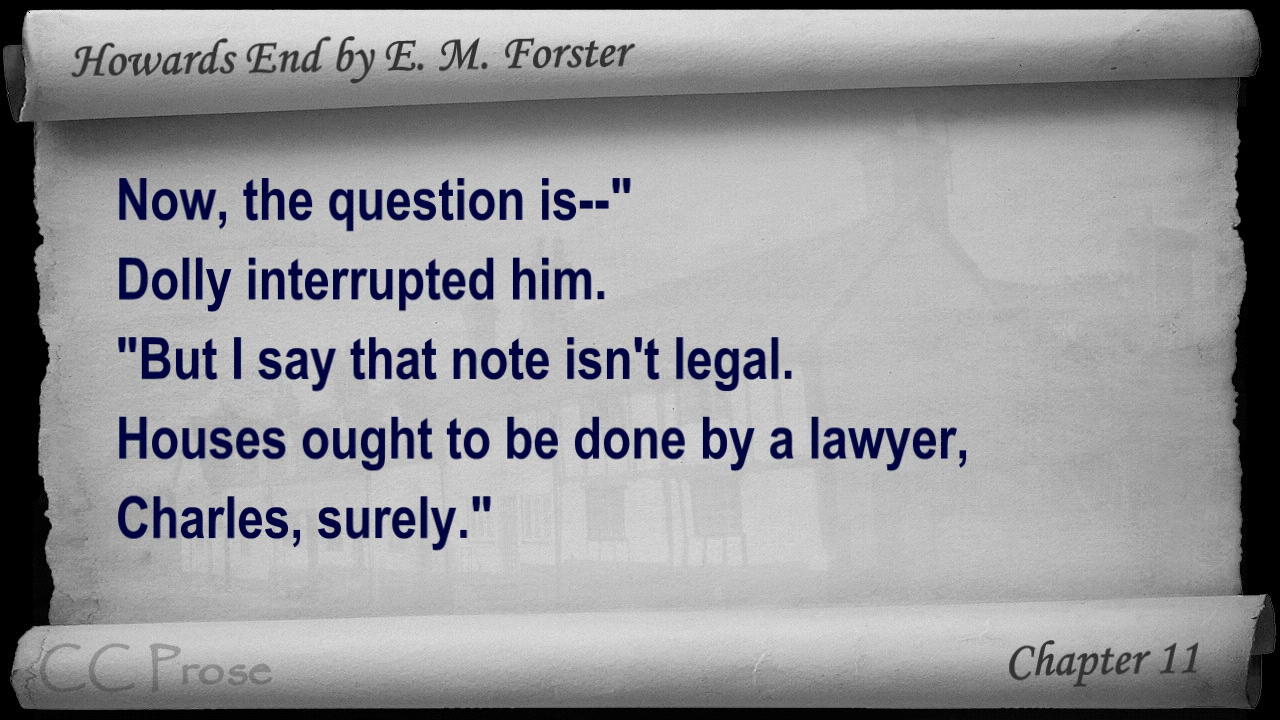 Howards End by E. M. Forster
Now, the question is--"
Dolly interrupted him.
"But I say that note isn't legal.
Houses ought to be done by a lawyer,
Charles, surely."
CC Prose
Chapter 11